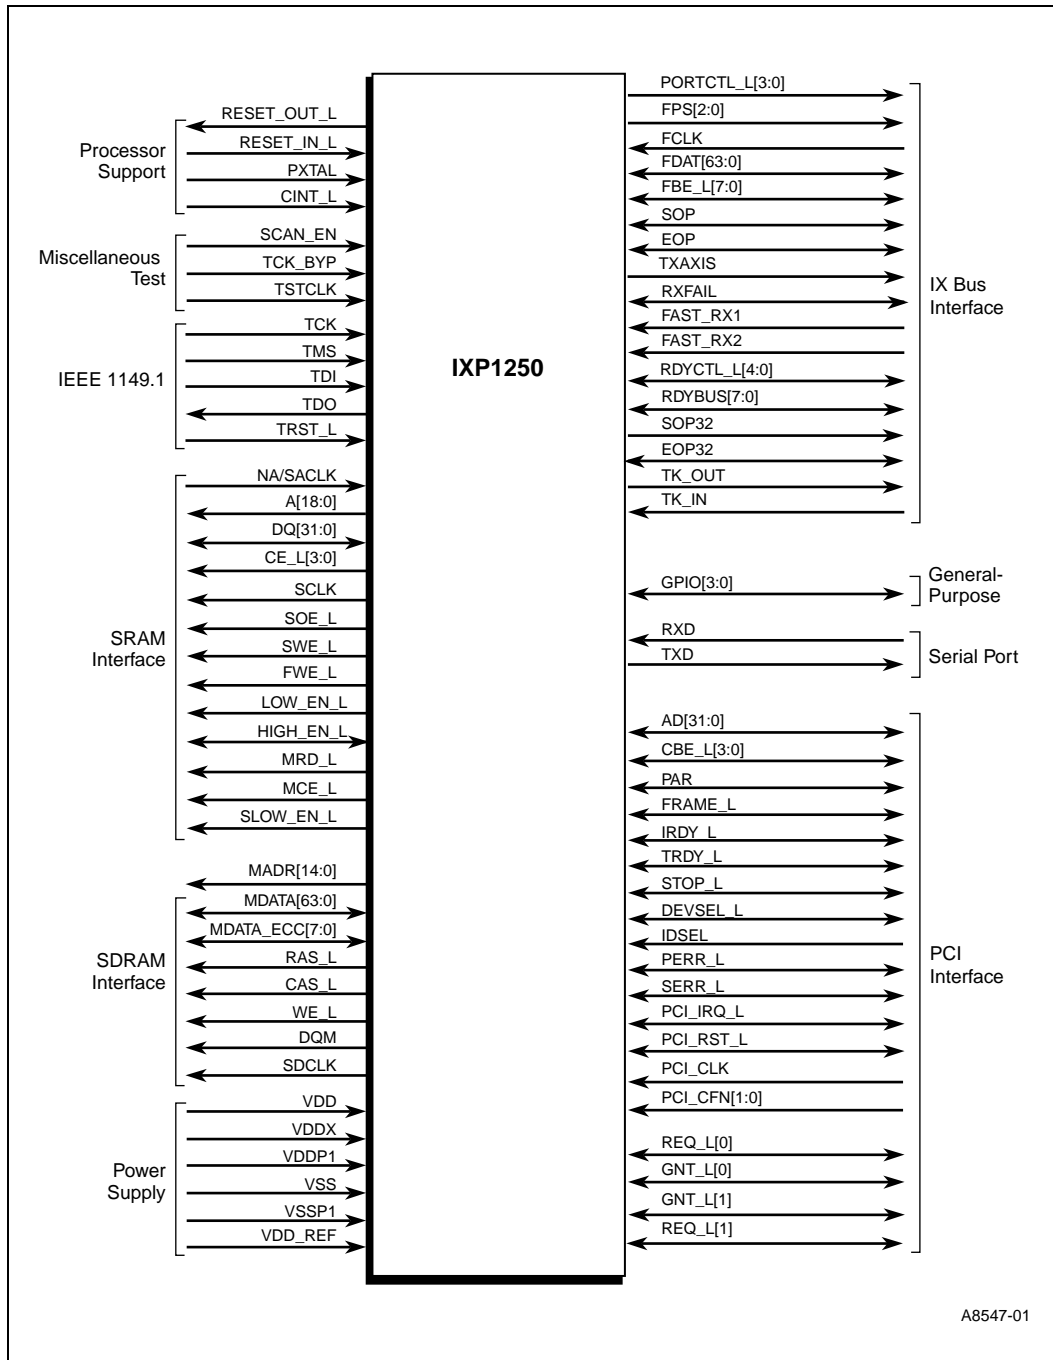 RESET_OUT_L
RESET_IN_L
PXTAL
CINT_L
Processor
Support
SCAN_EN
TCK_BYP
TSTCLK
Miscellaneous
Test
TCK
TMS
TDI
TDO
TRST_L
IEEE 1149.1
NA/SACLK
A[18:0]
DQ[31:0]
CE_L[3:0]
SCLK
SOE_L
SWE_L
FWE_L
LOW_EN_L
HIGH_EN_L
MRD_L
MCE_L
SLOW_EN_L
SRAM
Interface
MADR[14:0]
MDATA[63:0]
MDATA_ECC[7:0]
RAS_L
CAS_L
WE_L
DQM
SDCLK
SDRAM
Interface
VDD
VDDX
VDDP1
VSS
VSSP1
VDD_REF
Power
Supply
IXP1250
PORTCTL_L[3:0]
FPS[2:0]
FCLK
FDAT[63:0]
FBE_L[7:0]
SOP
EOP
TXAXIS
RXFAIL
FAST_RX1
FAST_RX2
RDYCTL_L[4:0]
RDYBUS[7:0]
SOP32
EOP32
TK_OUT
TK_IN
IX Bus
Interface
GPIO[3:0]
General-
Purpose
RXD
TXD
Serial Port
AD[31:0]
CBE_L[3:0]
PAR
FRAME_L
IRDY_L
TRDY_L
STOP_L
DEVSEL_L
IDSEL
PERR_L
SERR_L
PCI_IRQ_L
PCI_RST_L
PCI_CLK
PCI_CFN[1:0]
REQ_L[0]
GNT_L[0]
GNT_L[1]
REQ_L[1]
PCI
Interface
A8547-01